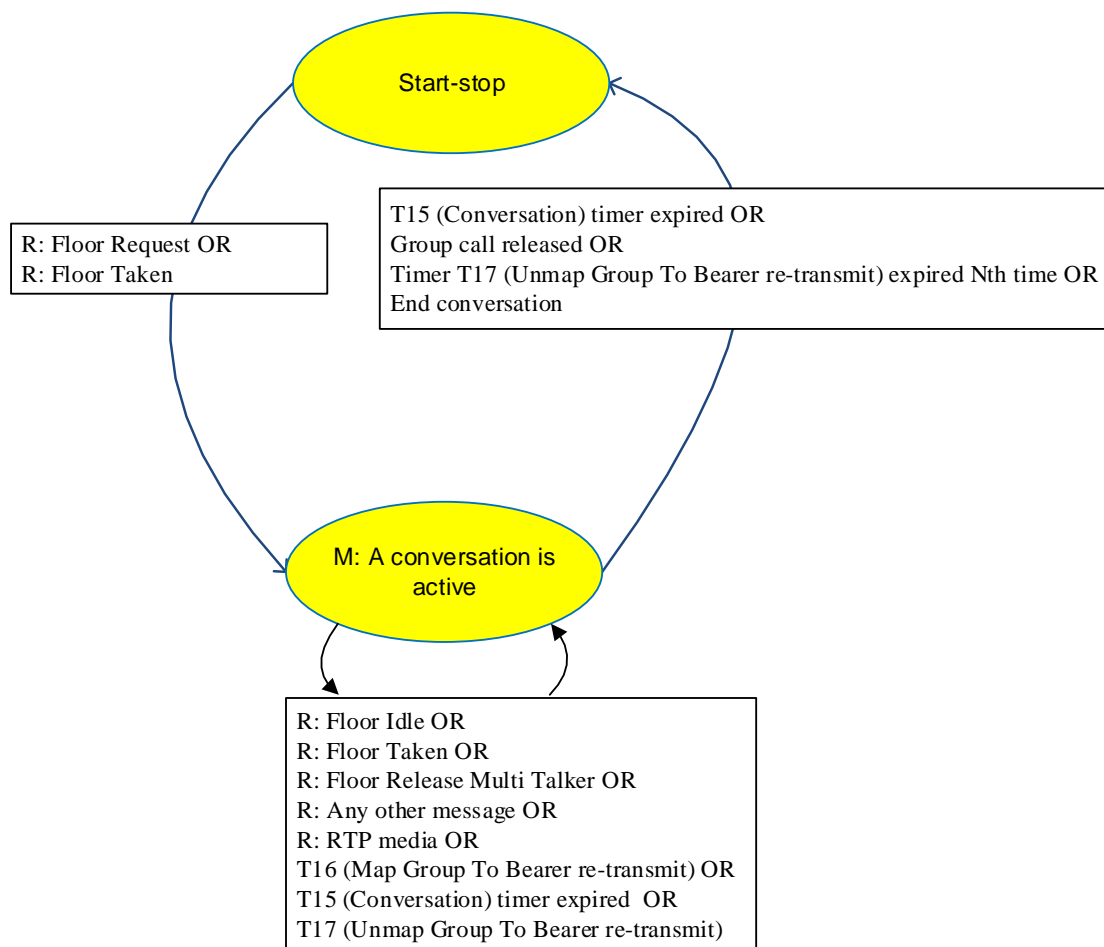 Start-stop
R: Floor Request OR
R: Floor Taken
T15 (Conversation) timer expired OR
Group call released OR
Timer T17 (Unmap Group To Bearer re-transmit) expired Nth time OR
End conversation
M: A conversation is
active
R: Floor Idle OR
R: Floor Taken OR
R: Floor Release Multi Talker OR
R: Any other message OR
R: RTP media OR
T16 (Map Group To Bearer re-transmit) OR
T15 (Conversation) timer expired  OR
T17 (Unmap Group To Bearer re-transmit)